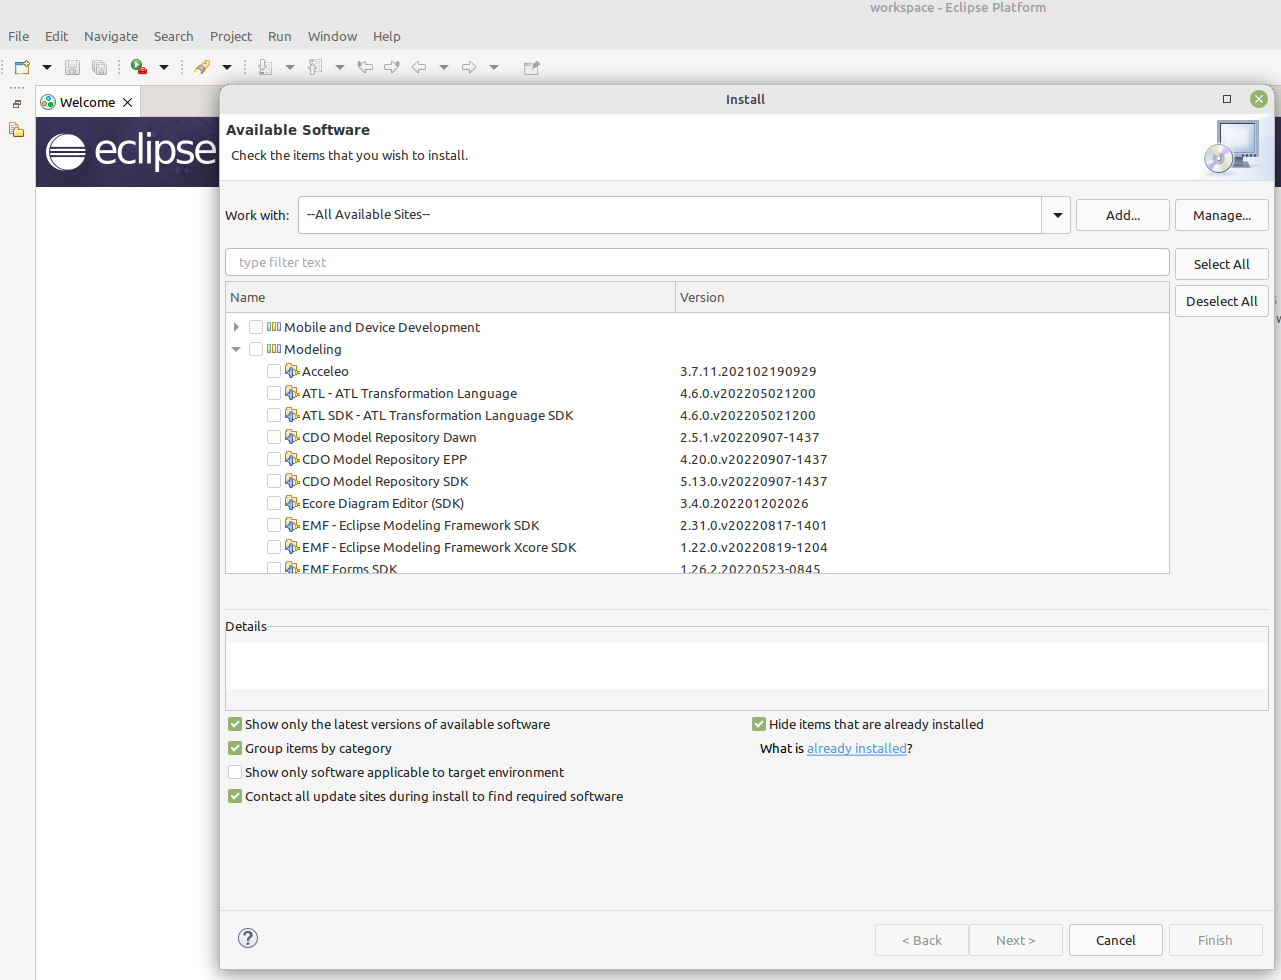 workspace - Eclipse Platform
File Edit Navigate Search Project Run Window Help
Welcome
Install
eclipse
Available Software
Check the items that you wish to install.
Work with: --All Available Sites-- Add... Manage...
type filter text Select All
Name Version Deselect All
Mobile and Device Development
Modeling
Acceleo 3.7.11.202102190929
ATL - ATL Transformation Language 4.6.0.v202205021200
ATL SDK - ATL Transformation Language SDK 4.6.0.v202205021200
CDO Model Repository Dawn 2.5.1.v20220907-1437
CDO Model Repository EPP 4.20.0.v20220907-1437
CDO Model Repository SDK 5.13.0.v20220907-1437
Ecore Diagram Editor (SDK) 3.4.0.202201202026
EMF - Eclipse Modeling Framework SDK 2.31.0.v20220817-1401
EMF - Eclipse Modeling Framework Xcore SDK 1.22.0.v20220819-1204
EMF Forms SDK 1.26.2.20220523-0845
Details
Show only the latest versions of available software Hide items that are already installed
Group items by category What is already installed?
Show only software applicable to target environment
Contact all update sites during install to find required software
? < Back Next > Cancel Finish